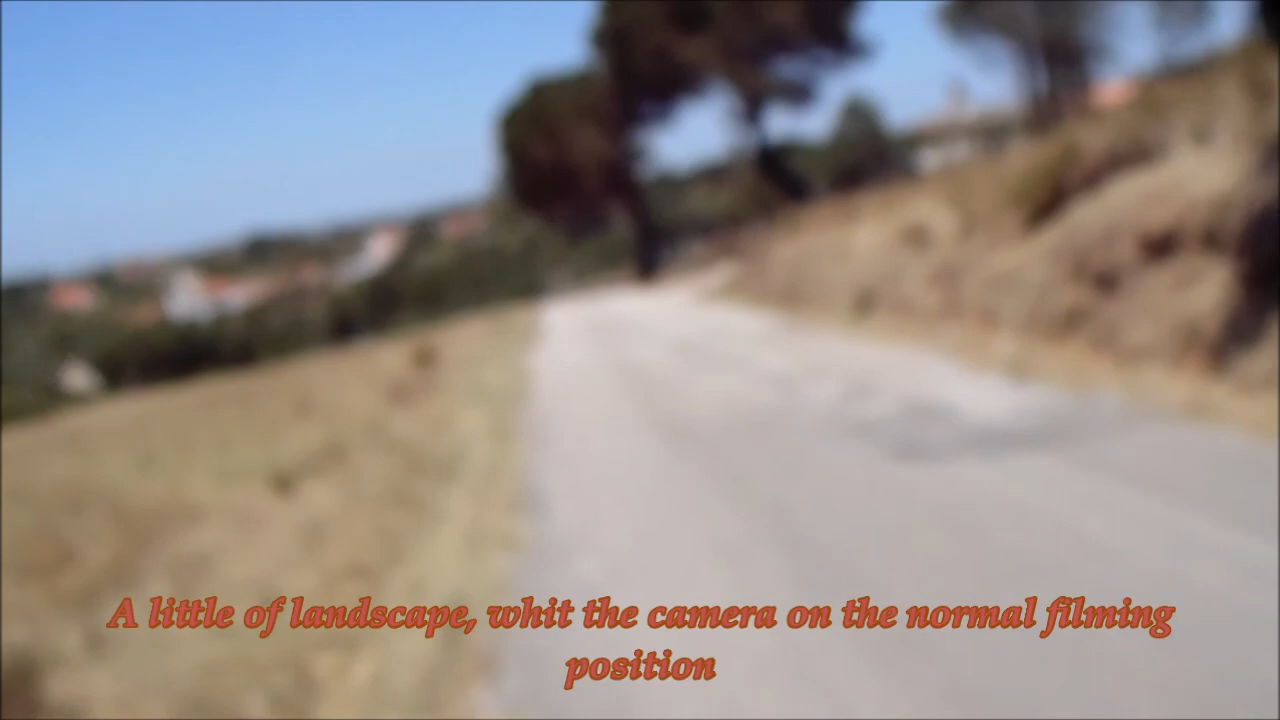 A little of landscape, whit the camera on the normal filming
position